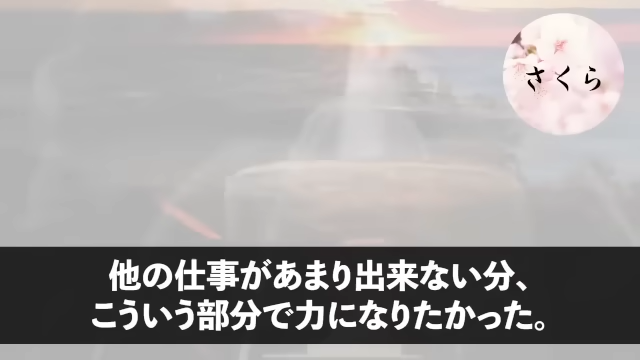 さくら
他の仕事があまり出来ない分、
こういう部分で力になりたかった。